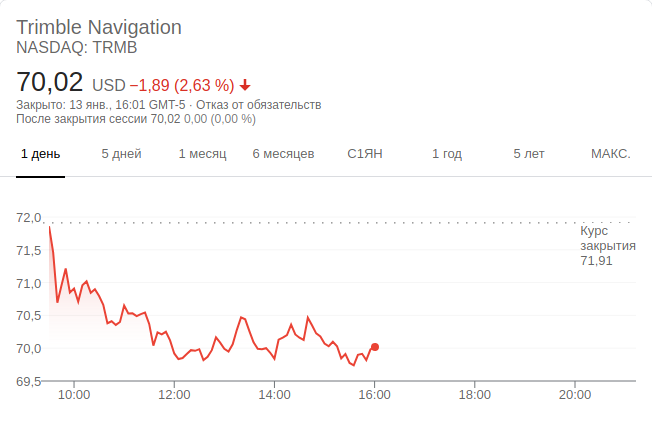 Trimble Navigation
NASDAQ: TRMB
70,02 USD −1,89 (2,63 %)
Закрыто: 13 янв., 16:01 GMT-5 · Отказ от обязательств
После закрытия сессии 70,02 0,00 (0,00 %)
1 день 5 дней 1 месяц 6 месяцев С1ЯН 1 год 5 лет МАКС.
72,0
Курс
закрытия
71,91
71,5
71,0
70,5
70,0
69,5
10:00 12:00 14:00 16:00 18:00 20:00